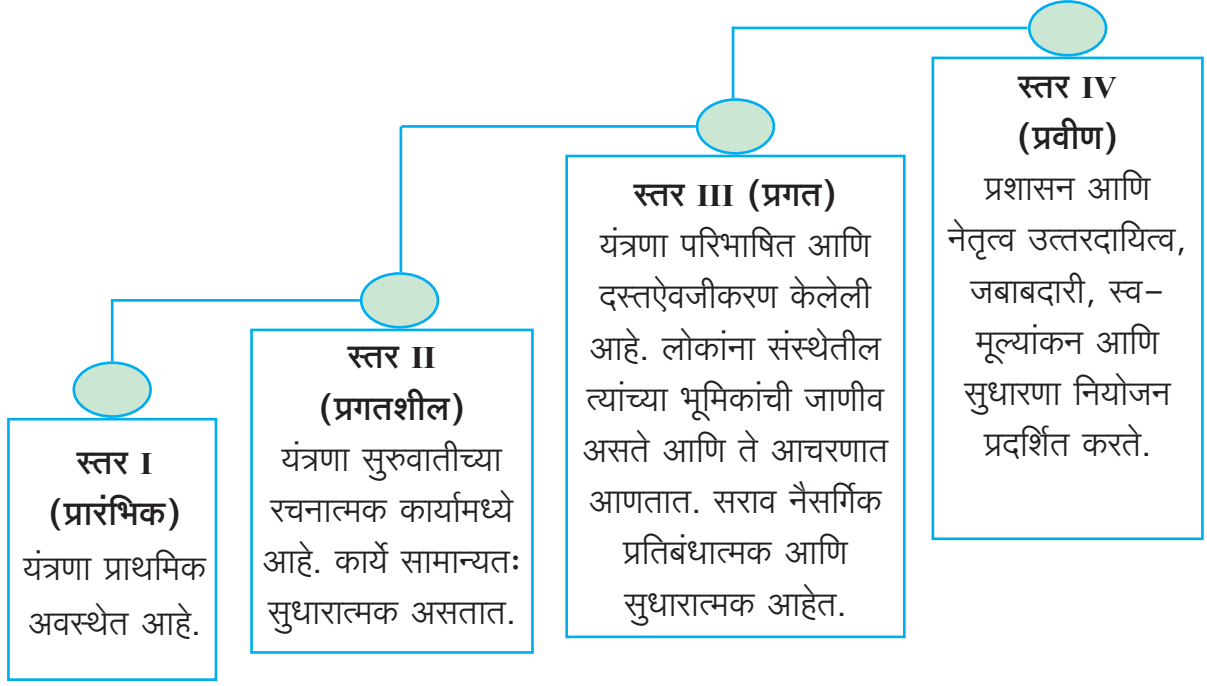 स्तर I
(प्रारंभिक)
यंत्रणा प्राथमिक
अवस्थेत आहे.
स्तर II
(प्रगतशील)
यंत्रणा सुरुवातीच्या
रचनात्मक कार्यामध्ये
आहे. कार्ये सामान्यतः
सुधारात्मक असतात.
स्तर III (प्रगत)
यंत्रणा परिभाषित आणि
दस्तऐवजीकरण केलेली
आहे. लोकांना संस्थेतील
त्यांच्या भूमिकांची जाणीव
असते आणि ते आचरणात
आणतात. सराव नैसर्गिक
प्रतिबंधात्मक आणि
सुधारात्मक आहेत.
स्तर IV
(प्रवीण)
प्रशासन आणि
नेतृत्व उत्तरदायित्व,
जबाबदारी, स्व–
मूल्यांकन आणि
सुधारणा नियोजन
प्रदर्शित करते.